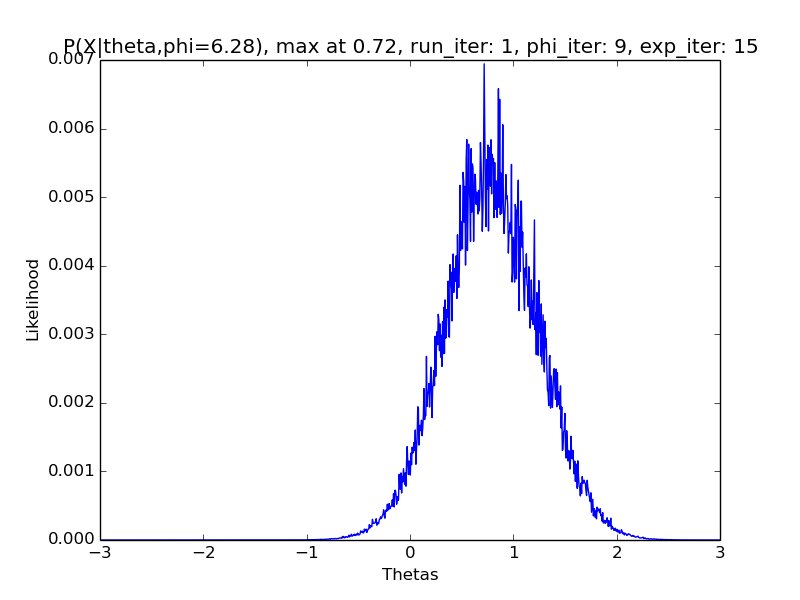 P(X|theta,phi=6.28), max at 0.72, run_iter: 1, phi_iter: 9, exp_iter: 15
0.007
0.006
0.005
0.004
0.003
0.002
0.001
0.000
Likelihood
−3 −2 −1 0 1 2 3
Thetas